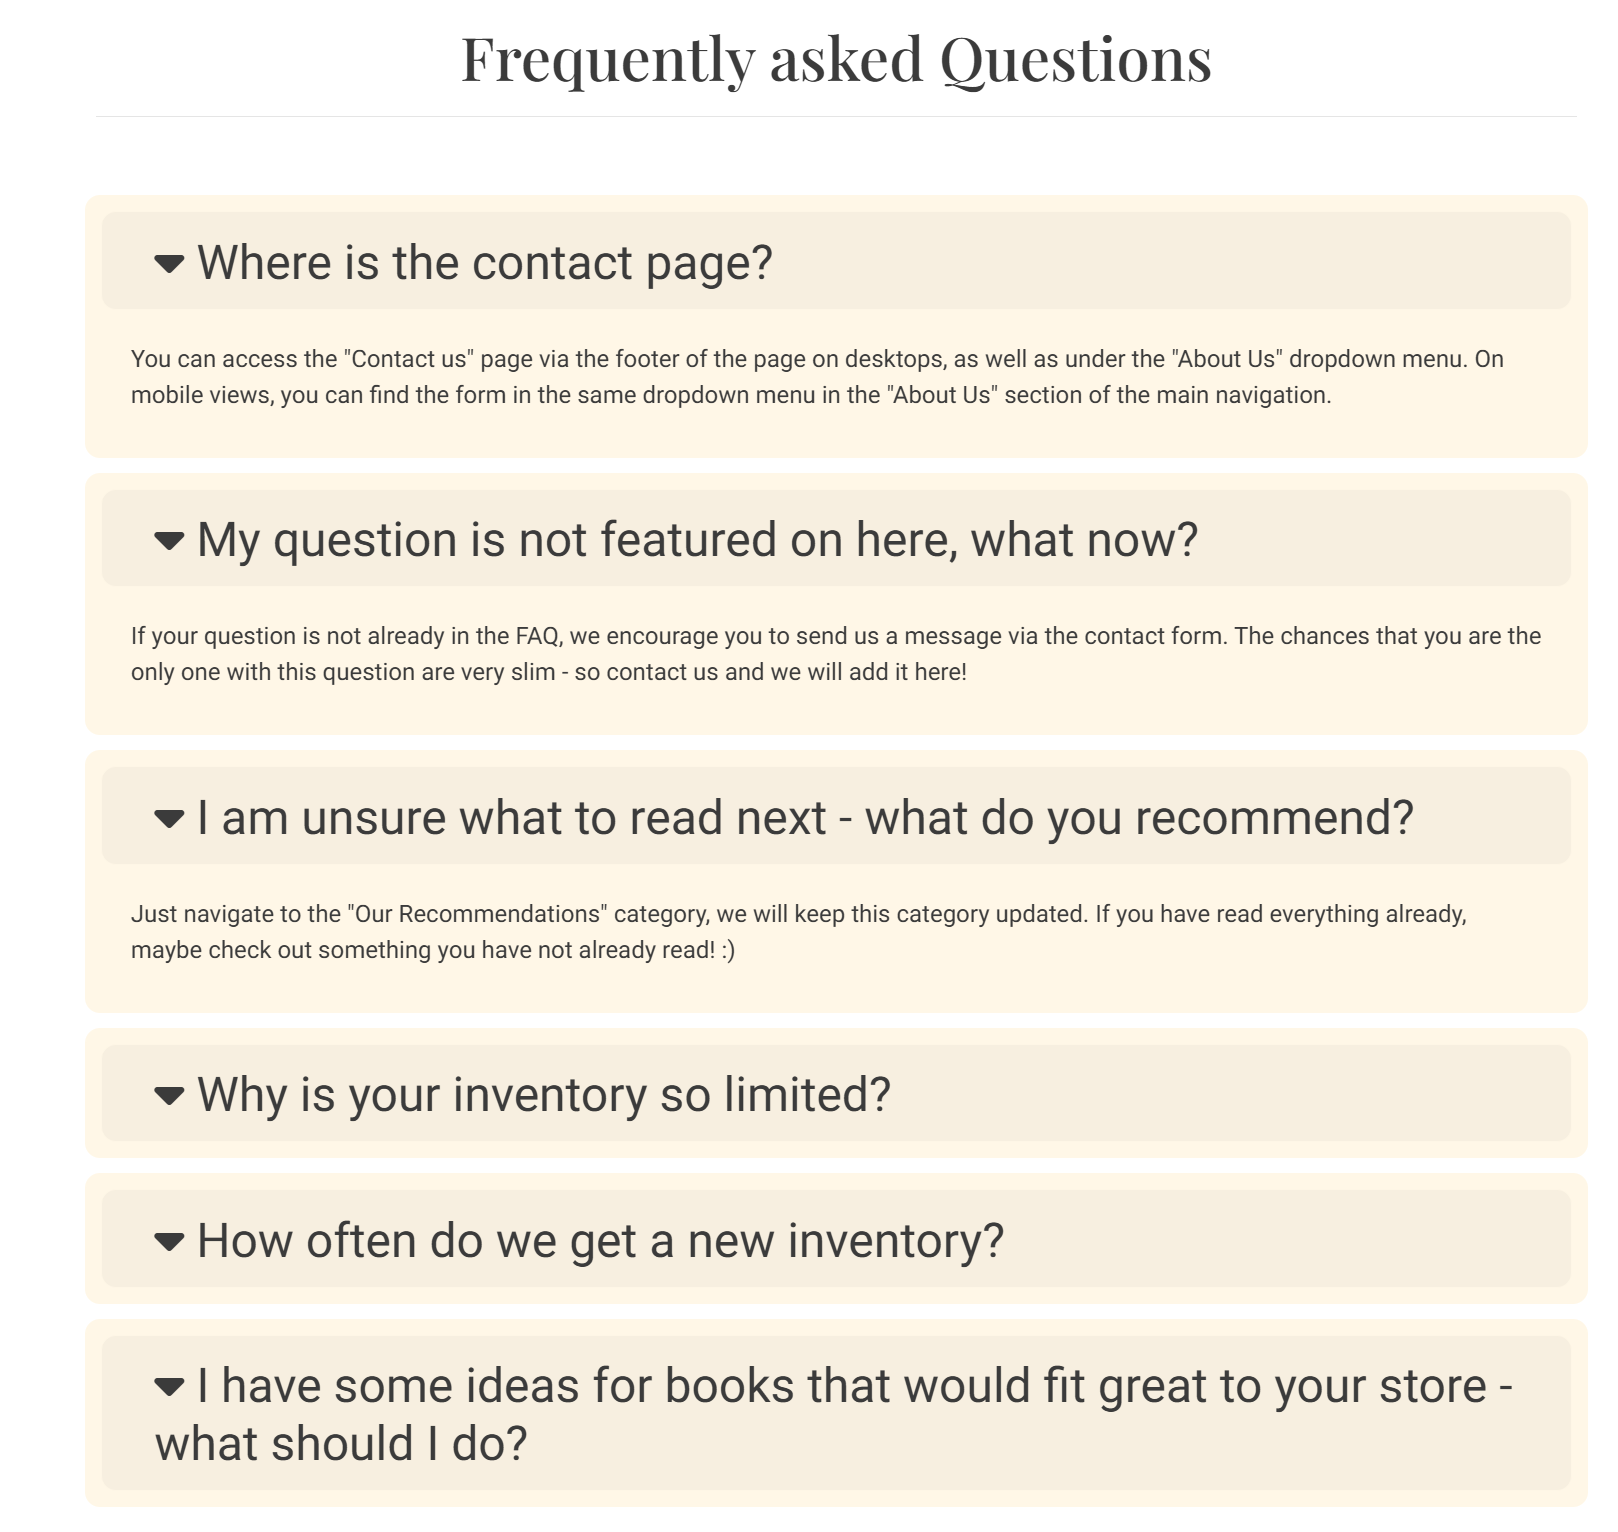 Frequently asked Questions
Where is the contact page?
You can access the "Contact us" page via the footer of the page on desktops, as well as under the "About Us" dropdown menu. On
mobile views, you can find the form in the same dropdown menu in the "About Us" section of the main navigation.
My question is not featured on here, what now?
If your question is not already in the FAQ, we encourage you to send us a message via the contact form. The chances that you are the
only one with this question are very slim - so contact us and we will add it here!
I am unsure what to read next - what do you recommend?
Just navigate to the "Our Recommendations" category, we will keep this category updated. If you have read everything already,
maybe check out something you have not already read! :)
Why is your inventory so limited?
How often do we get a new inventory?
I have some ideas for books that would fit great to your store -
what should I do?